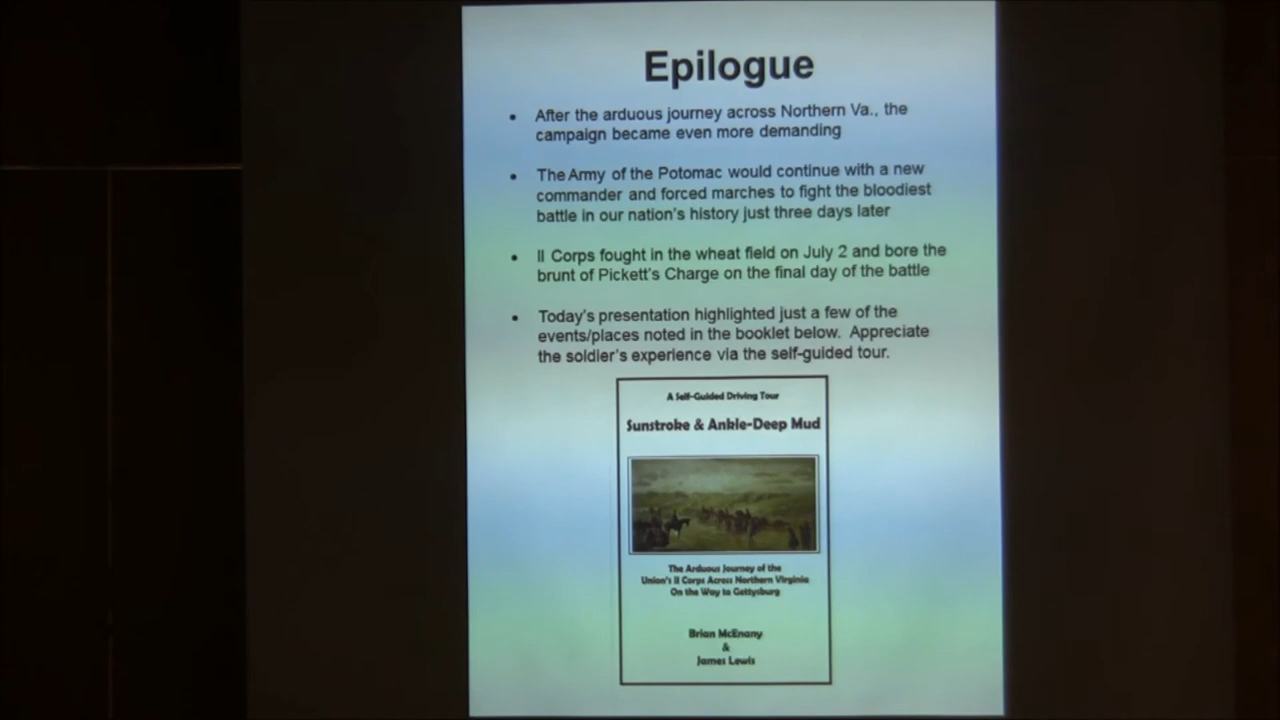 Epilogue
• After the arduous journey across Northern Va., the
campaign became even more demanding
• The Army of the Potomac would continue with a new
commander and forced marches to fight the bloodiest
battle in our nation's history just three days later
• II Corps fought in the wheat field on July 2 and bore the
brunt of Pickett's Charge on the final day of the battle
• Today's presentation highlighted just a few of the
events/places noted in the booklet below. Appreciate
the soldier's experience via the self-guided tour.
A Self-Guided Driving Tour
Sunstroke & Ankle-Deep Mud
The Arduous Journey of the
Union's II Corps Across Northern Virginia
On the Way to Gettysburg
Brian McEnany
&
James Lewis